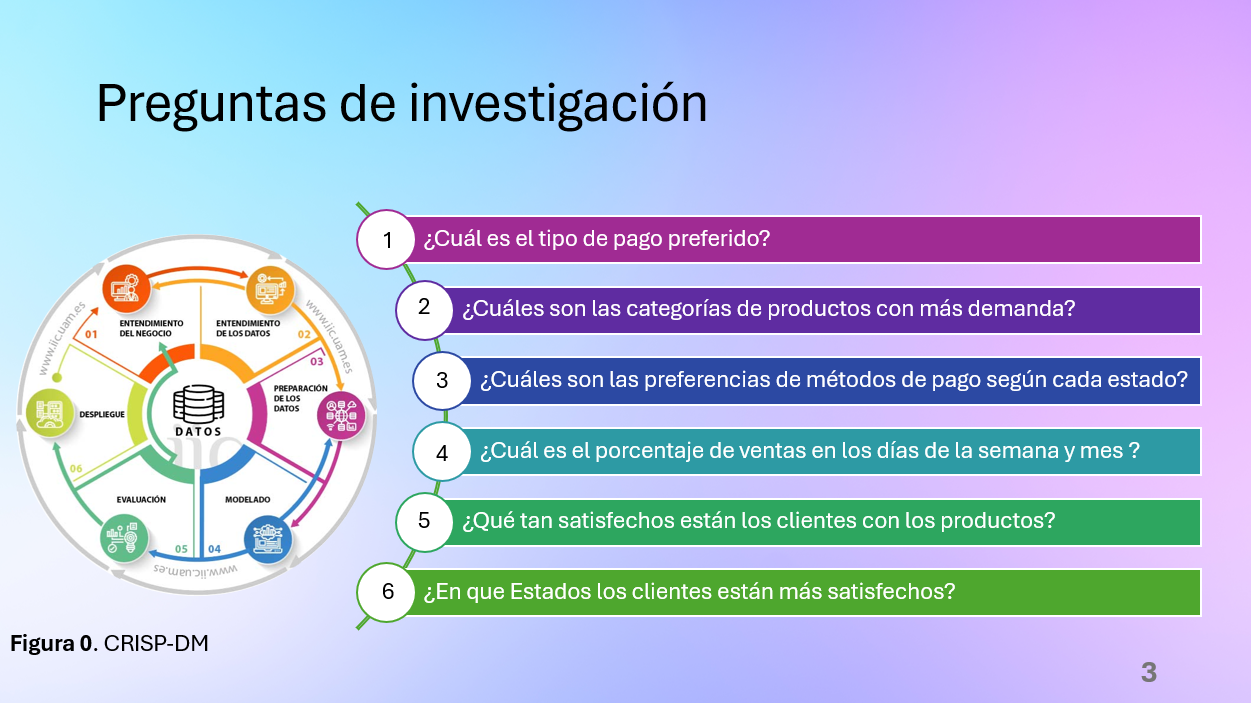 Preguntas de investigación
1
¿Cuál es el tipo de pago preferido?
2
¿Cuáles son las categorías de productos con más demanda?
3
¿Cuáles son las preferencias de métodos de pago según cada estado?
4
¿Cuál es el porcentaje de ventas en los días de la semana y mes ?
5
¿Qué tan satisfechos están los clientes con los productos?
6
¿En que Estados los clientes están más satisfechos?
www.iic.uam.es
www.iic.uam.es
www.iic.uam.es
01
ENTENDIMIENTO
DEL NEGOCIO
ENTENDIMIENTO
DE LOS DATOS
02
03
PREPARACIÓN
DE LOS
DATOS
DATOS
iic
DESPLIEGUE
06
EVALUACIÓN
05
MODELADO
04
Figura 0. CRISP-DM
3